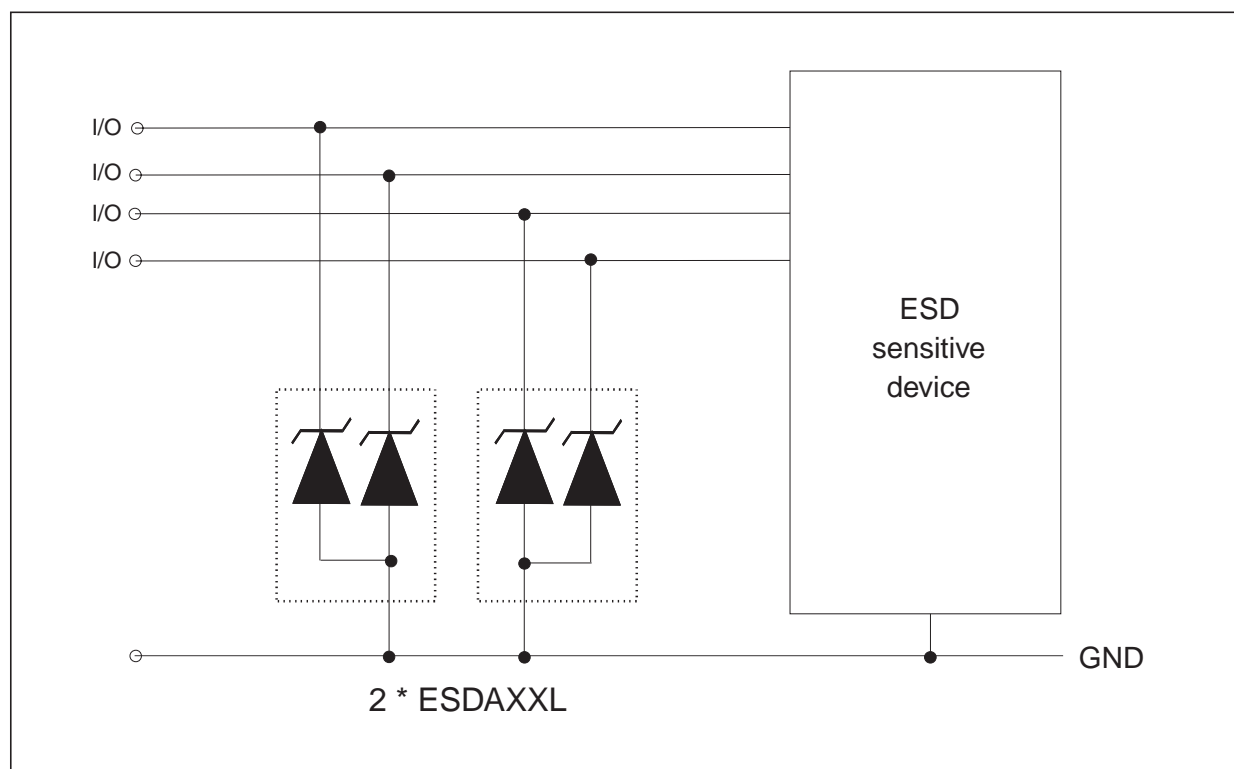 I/O
I/O
I/O
I/O
ESD
sensitive
device
GND
2 * ESDAXXL